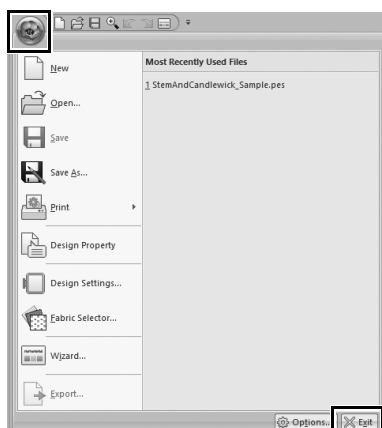 New
Most Recently Used Files
1 StemAndCandlewick_Sample.pes
Open...
Save
Save As...
Print
Design Property
Design Settings...
Fabric Selector...
Wizard...
Export...
Options...
Exit